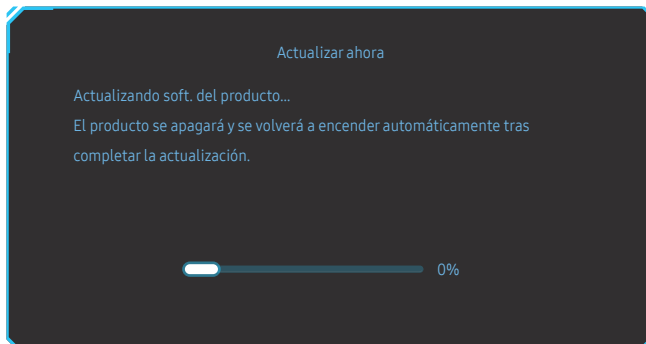 Actualizar ahora
Actualizando soft. del producto...
El producto se apagará y se volverá a encender automáticamente tras
completar la actualización.
0%